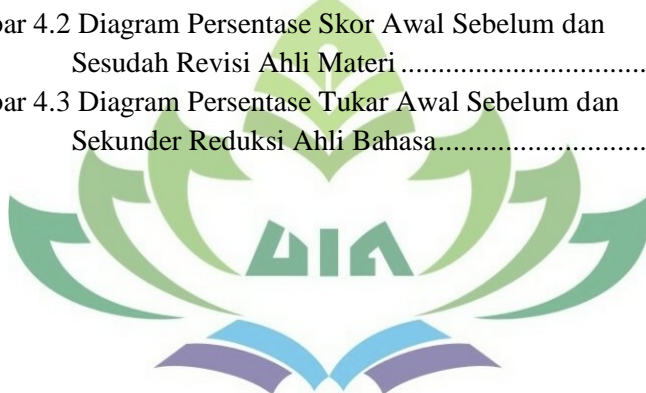 bar 4.2 Diagram Persentase Skor Awal Sebelum dan
Sesudah Revisi Ahli Materi ................................
bar 4.3 Diagram Persentase Tukar Awal Sebelum dan
Sekunder Reduksi Ahli Bahasa...........................
UIN